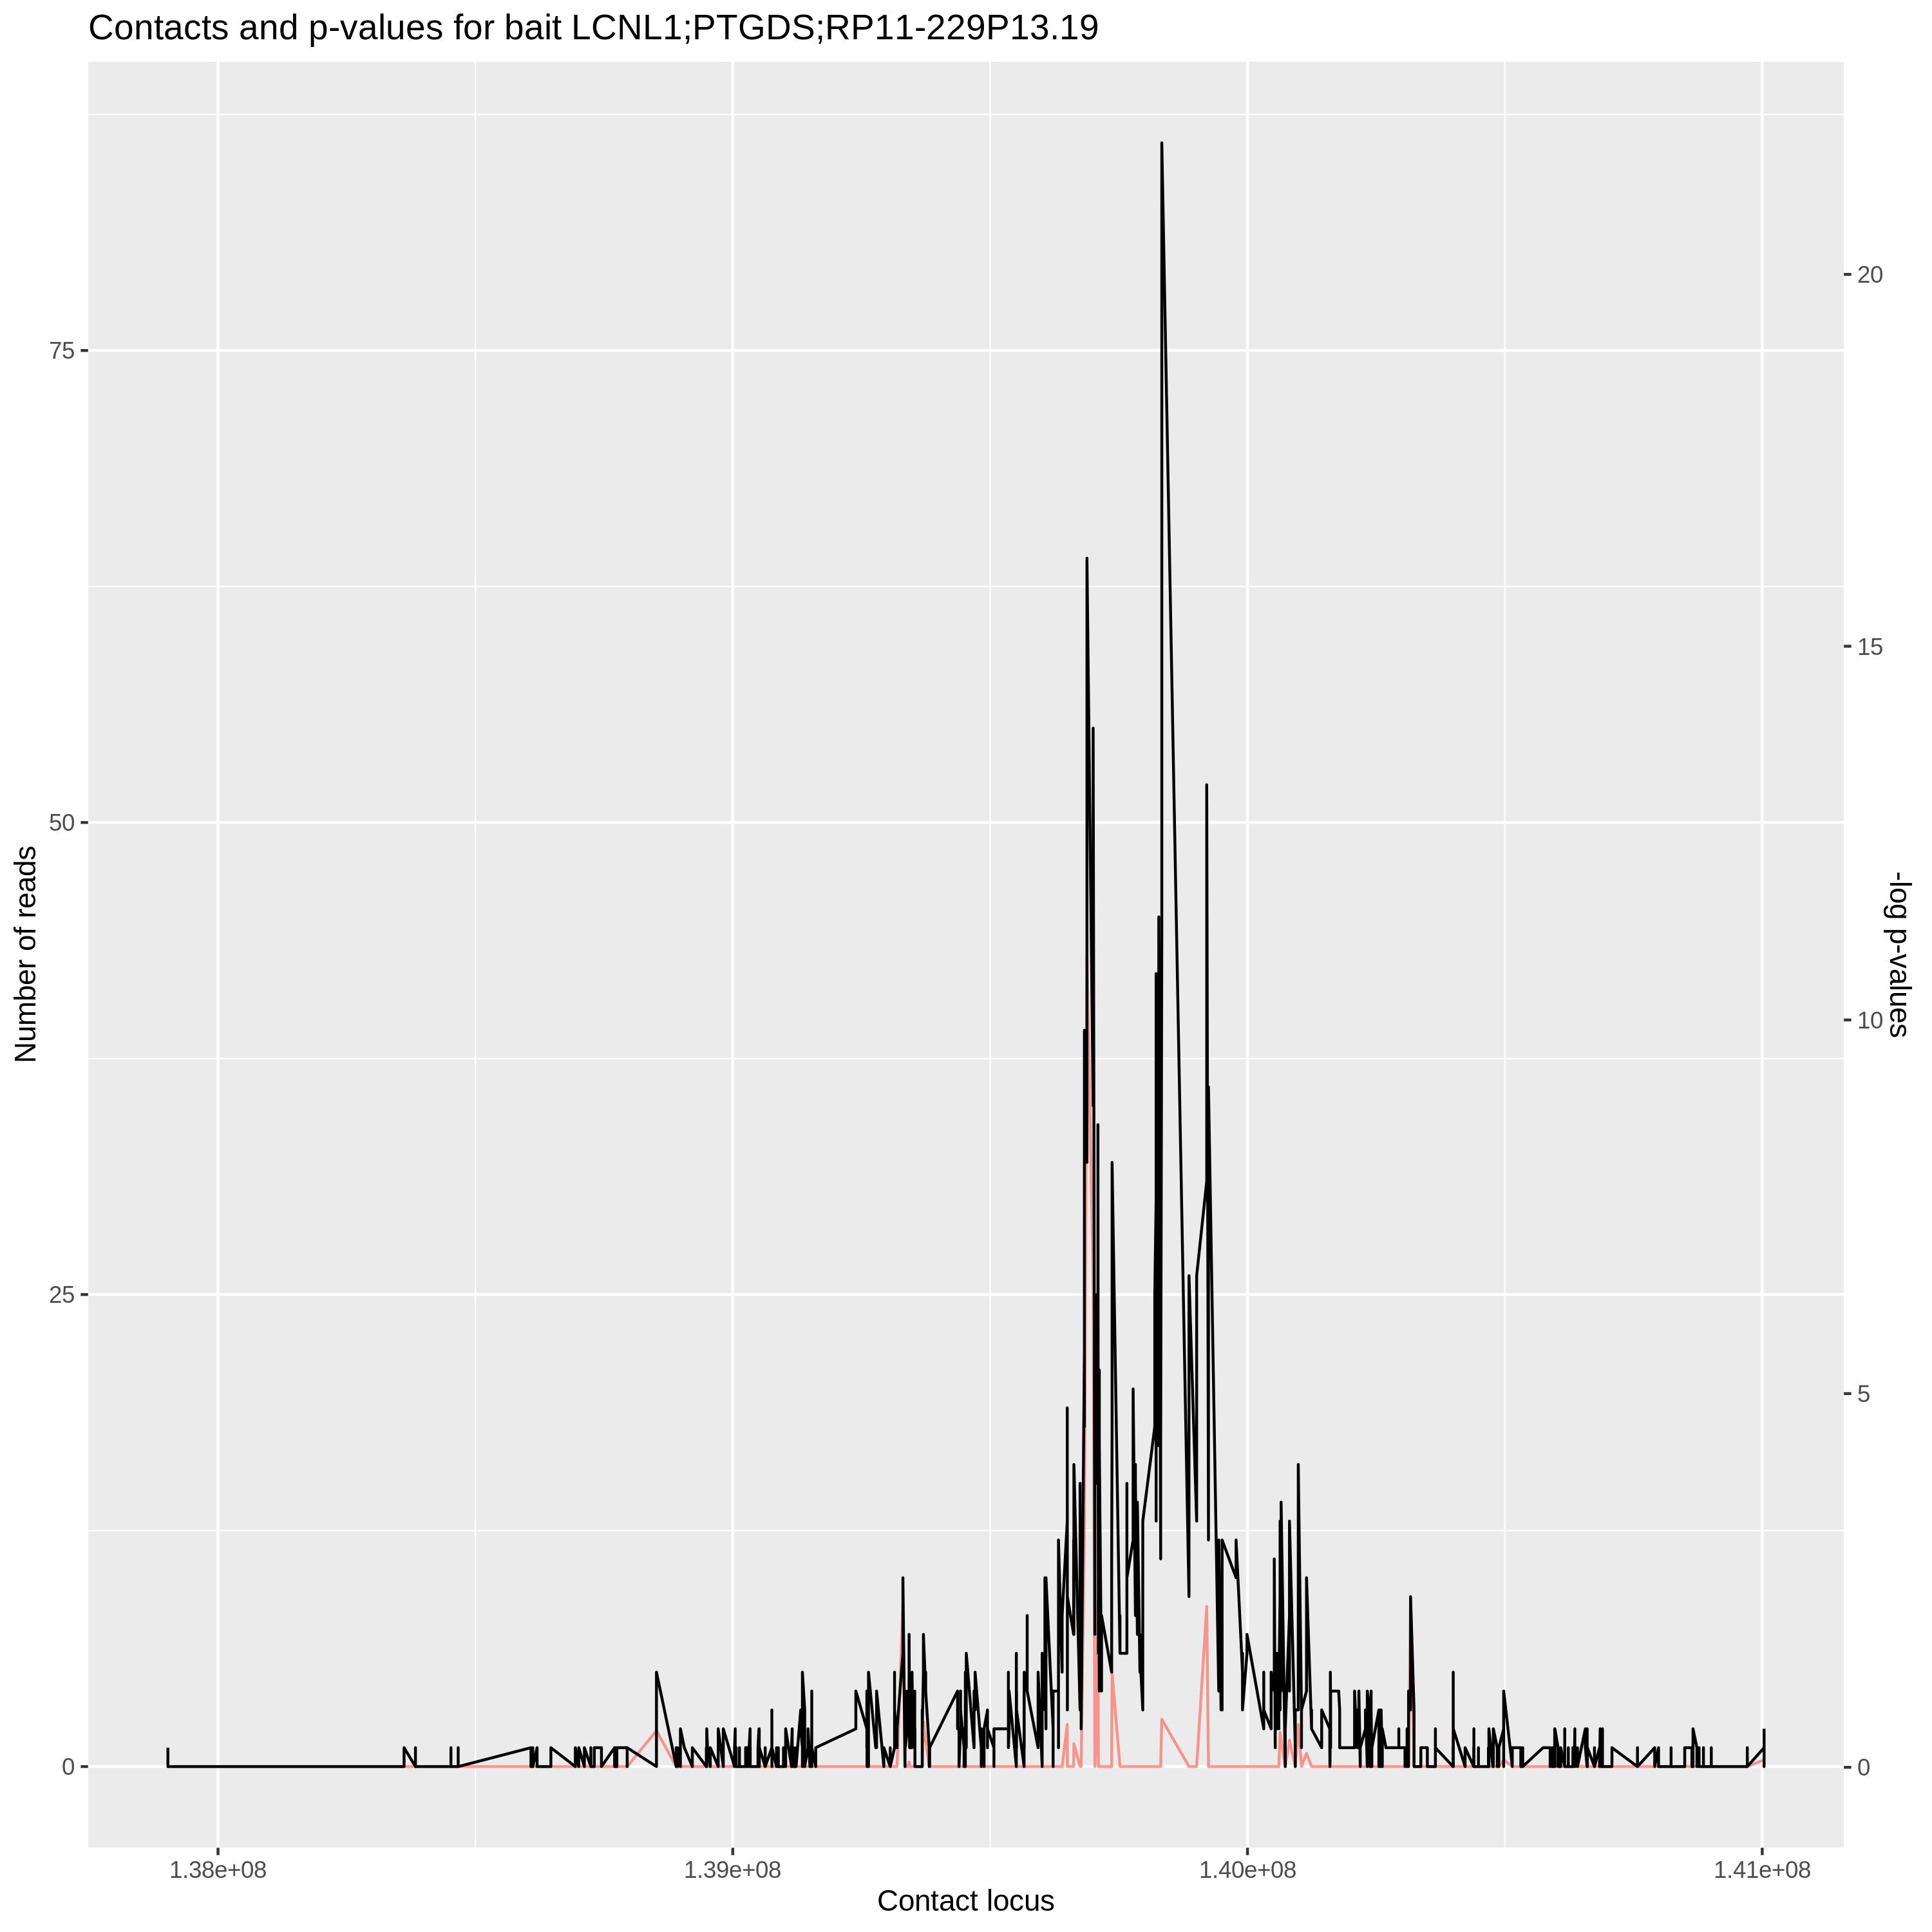 Contacts and p-values for bait LCNL1;PTGDS;RP11-229P13.19
Number of reads
75
50
25
0
20
15
10
5
0
-log p-values
1.38e+08
1.39e+08
1.40e+08
1.41e+08
Contact locus